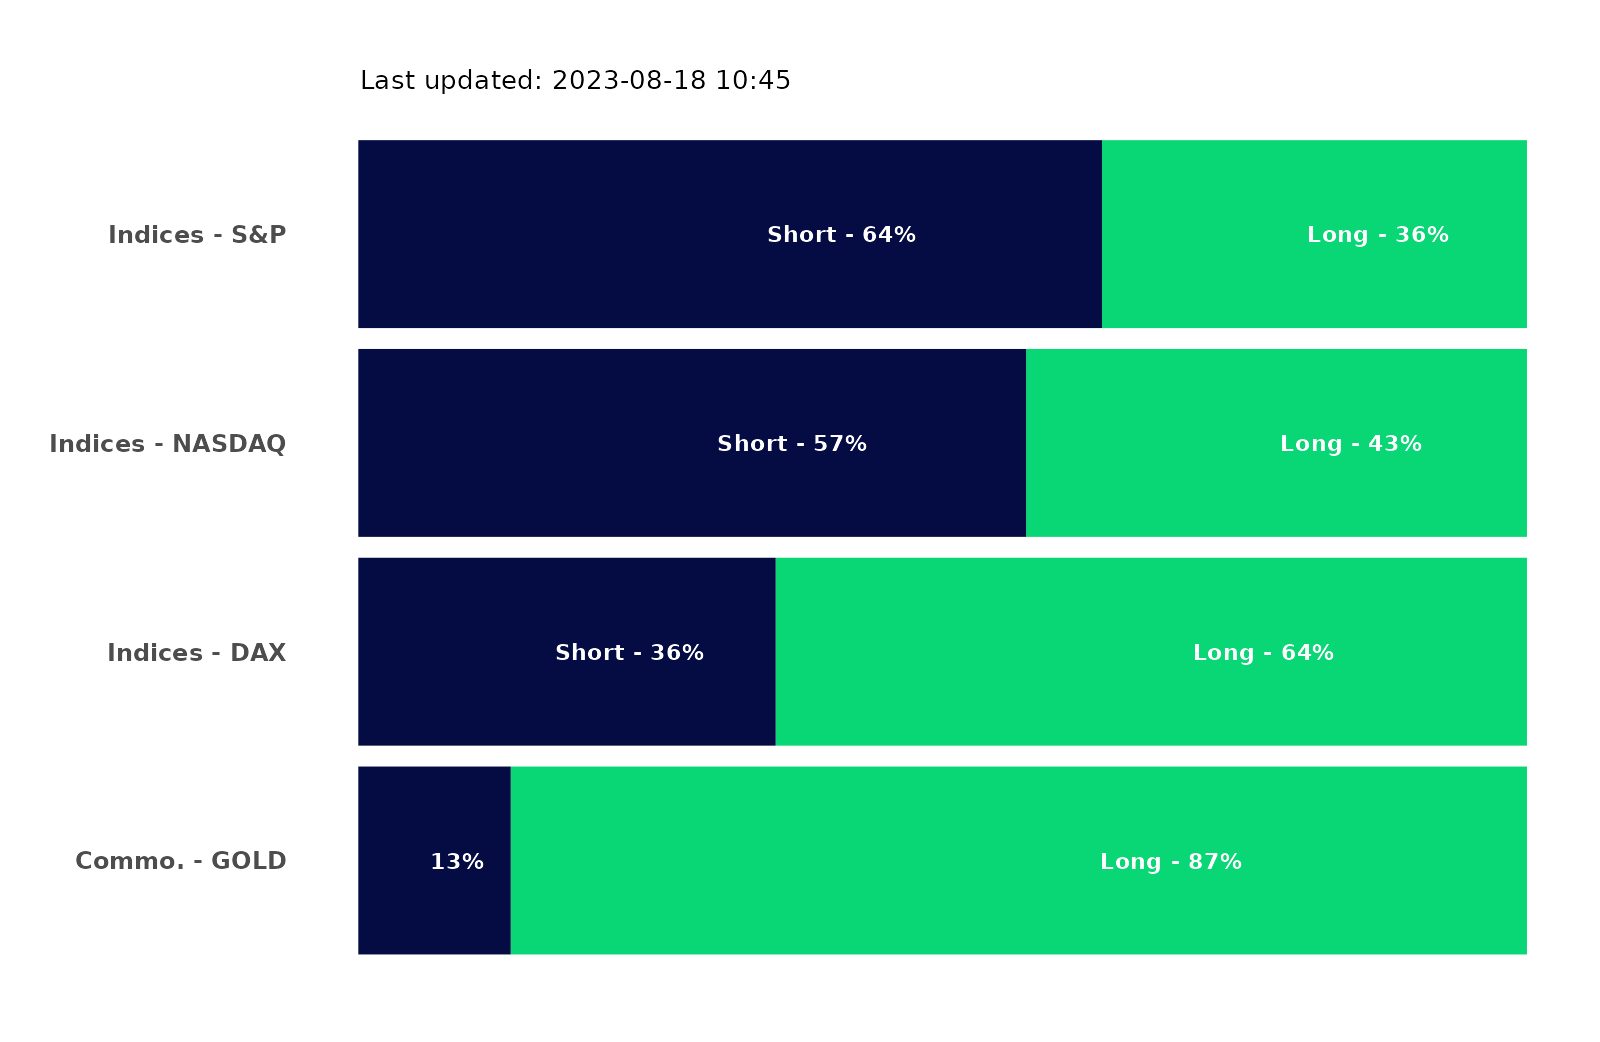 Last updated: 2023-08-18 10:45
Indices - S&P
Short - 64%
Long - 36%
Indices - NASDAQ
Short - 57%
Long - 43%
Indices - DAX
Short - 36%
Long - 64%
Commo. - GOLD
13%
Long - 87%